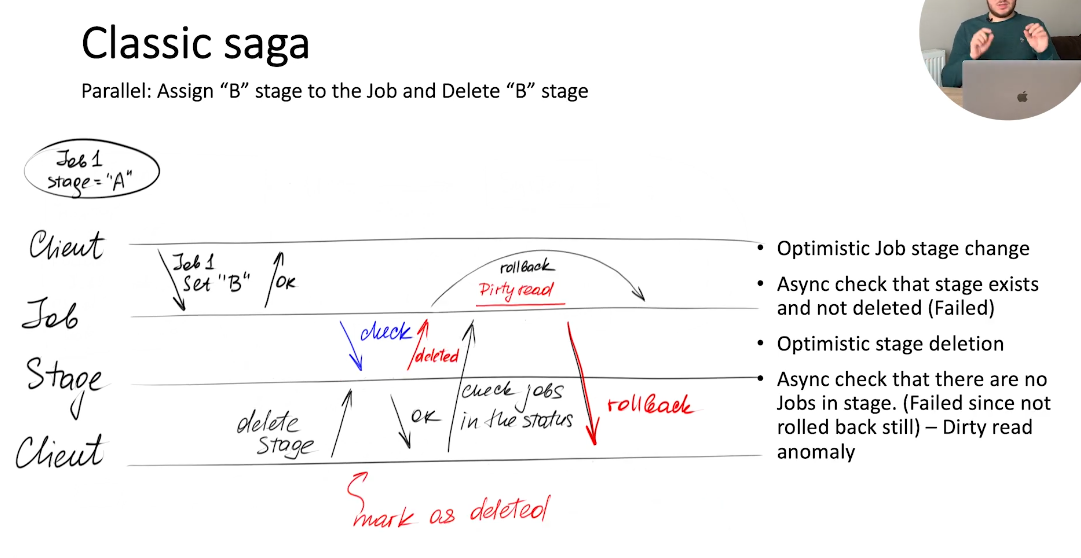 Classic saga
Parallel: Assign “B” stage to the Job and Delete “B” stage
Job 1
stage="A"
Client
Job 1
Set "B"
OK
rollback
Dirty read
Job
check
deleted
Stage
delete
Stage
OK
check jobs
in the status
rollback
Client
mark as deleted
• Optimistic Job stage change
• Async check that stage exists
and not deleted (Failed)
• Optimistic stage deletion
• Async check that there are no
Jobs in stage. (Failed since not
rolled back still) – Dirty read
anomaly